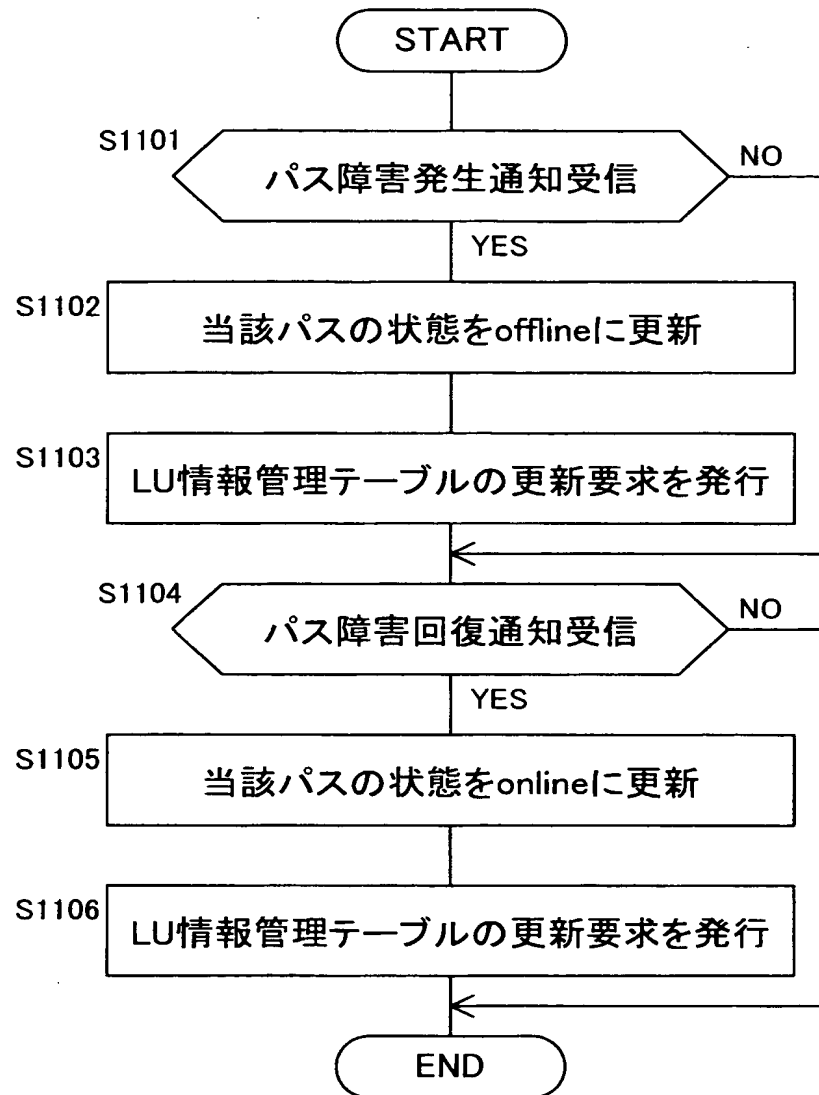 START
S1101
パス障害発生通知受信
NO
YES
S1102
当該パスの状態をofflineに更新
S1103
LU情報管理テーブルの更新要求を発行
S1104
パス障害回復通知受信
NO
YES
S1105
当該パスの状態をonlineに更新
S1106
LU情報管理テーブルの更新要求を発行
END